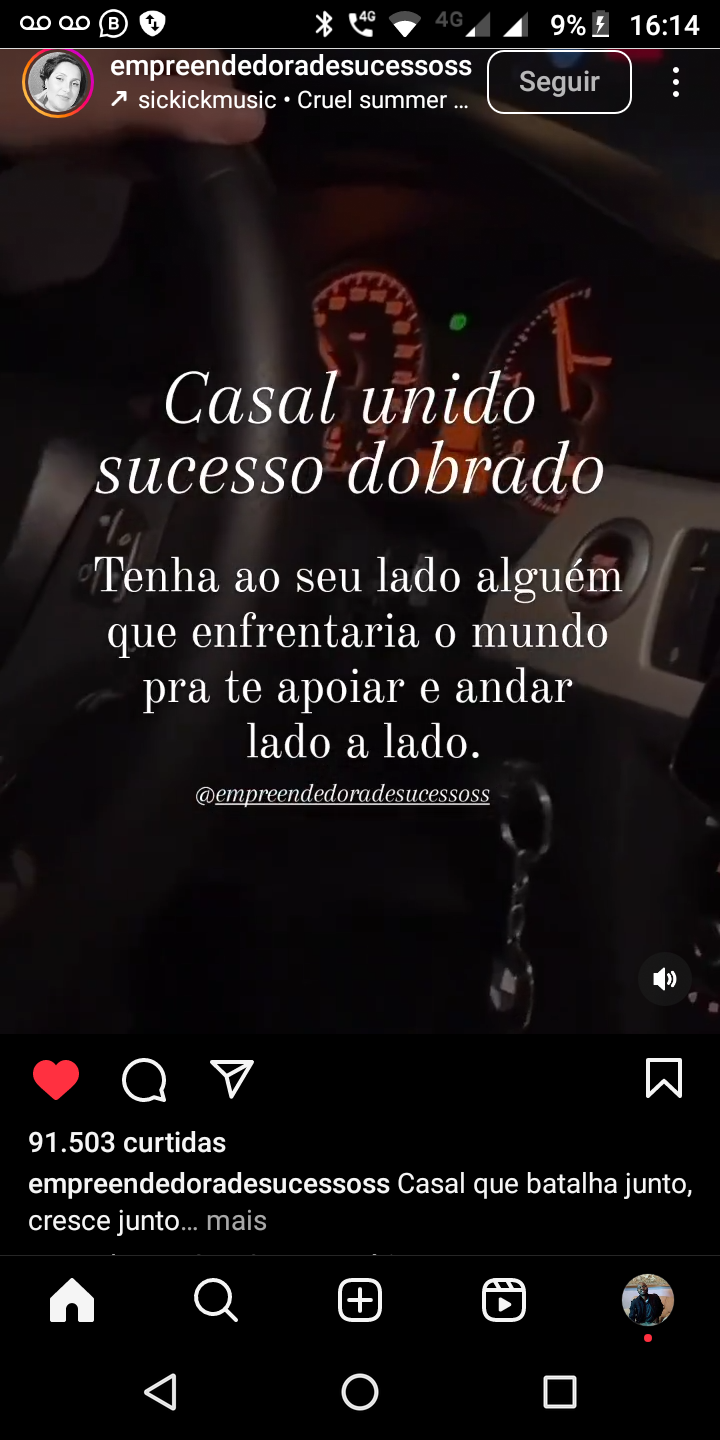 4G 4G 9% 16:14
empreendedoradesucessoss
Seguir
sickickmusic • Cruel summer ...
Casal unido
sucesso dobrado
Tenha ao seu lado alguém
que enfrentaria o mundo
pra te apoiar e andar
lado a lado.
@empreendedoradesucessoss
91.503 curtidas
empreendedoradesucessoss Casal que batalha junto,
cresce junto... mais